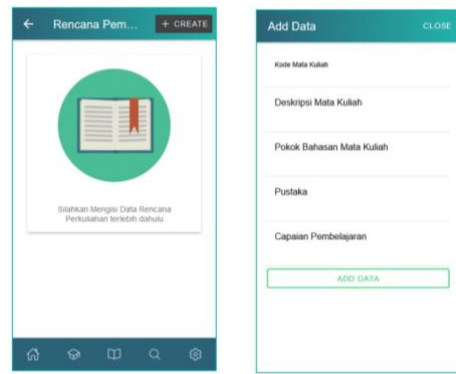 Rencana Pem...
+ CREATE
Silahkan Mengisi Data Rencana
Perkuliahan terlebih dahulu
Add Data
CLOSE
Kode Mata Kuliah
Deskripsi Mata Kuliah
Pokok Bahasan Mata Kuliah
Pustaka
Capaian Pembelajaran
ADD DATA